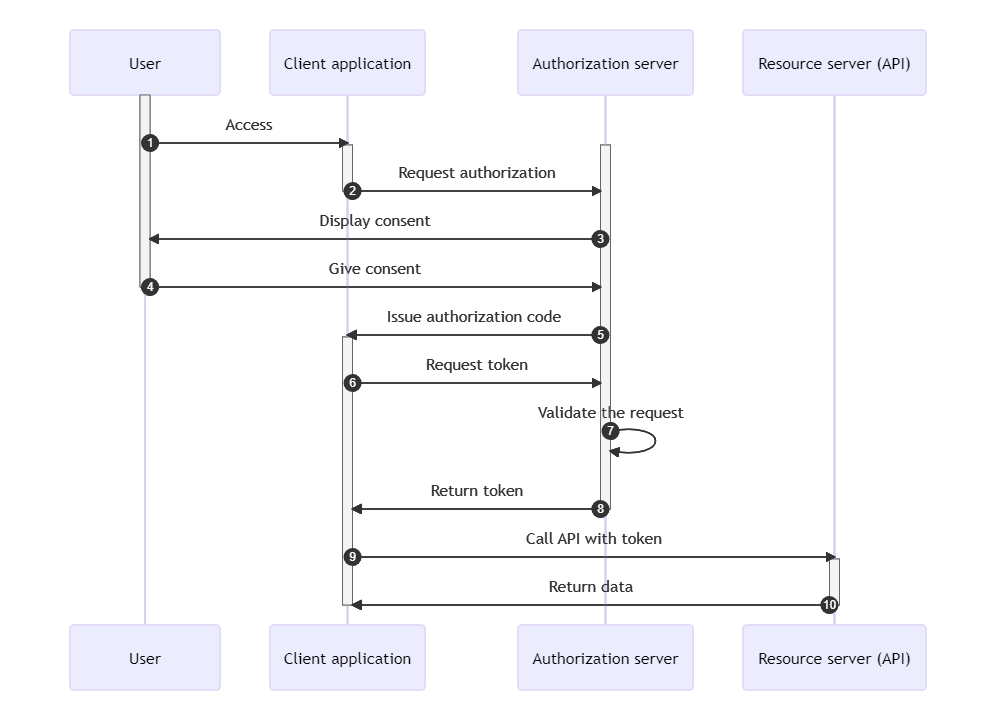 User
Client application
Authorization server
Resource server (API)
Access
1
Request authorization
2
Display consent
3
Give consent
4
Issue authorization code
5
Request token
6
Validate the request
7
Return token
8
Call API with token
9
Return data
10
User
Client application
Authorization server
Resource server (API)